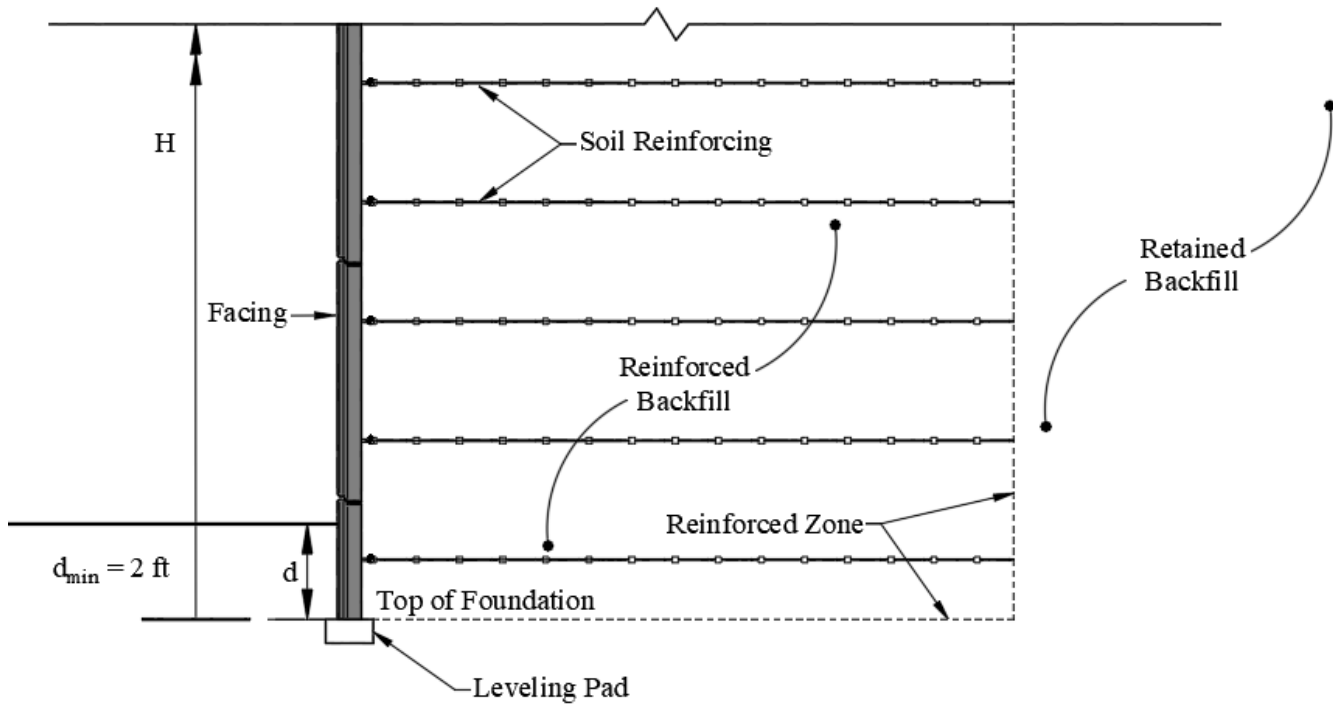 H
Soil Reinforcing
Retained
Backfill
Facing
Reinforced
Backfill
Reinforced Zone
dmin = 2 ft
d
Top of Foundation
Leveling Pad